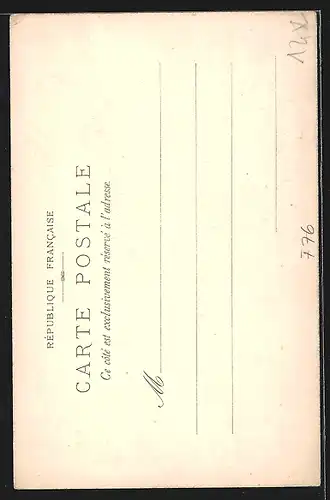 RÉPUBLIQUE FRANÇAISE
CARTE POSTALE
Ce côté est exclusivement réservé à l'adresse.
M
776